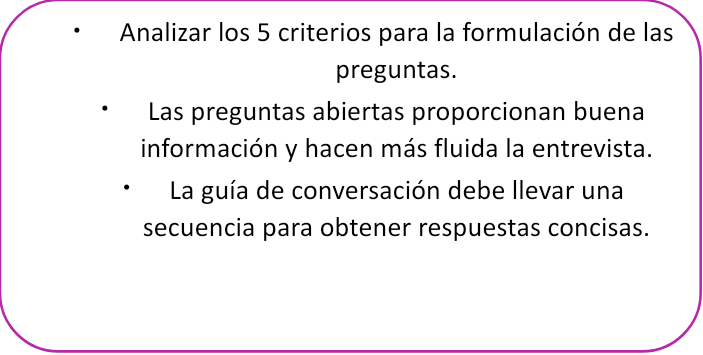 • Analizar los 5 criterios para la formulación de las
preguntas.
• Las preguntas abiertas proporcionan buena
información y hacen más fluida la entrevista.
• La guía de conversación debe llevar una
secuencia para obtener respuestas concisas.